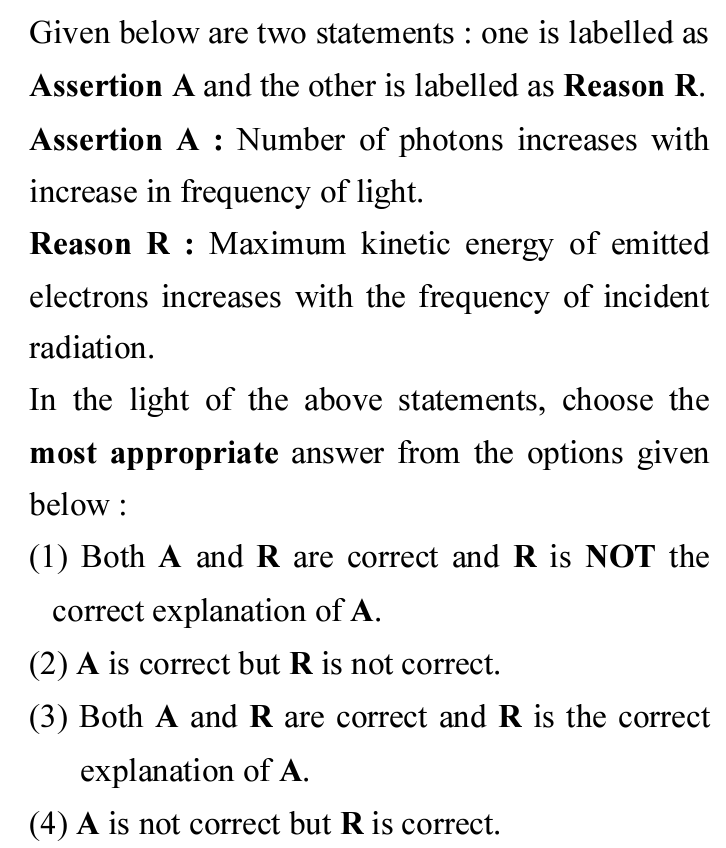 Given below are two statements : one is labelled as
Assertion A and the other is labelled as Reason R.
Assertion A : Number of photons increases with
increase in frequency of light.
Reason R : Maximum kinetic energy of emitted
electrons increases with the frequency of incident
radiation.
In the light of the above statements, choose the
most appropriate answer from the options given
below :
(1) Both A and R are correct and R is NOT the
correct explanation of A.
(2) A is correct but R is not correct.
(3) Both A and R are correct and R is the correct
explanation of A.
(4) A is not correct but R is correct.